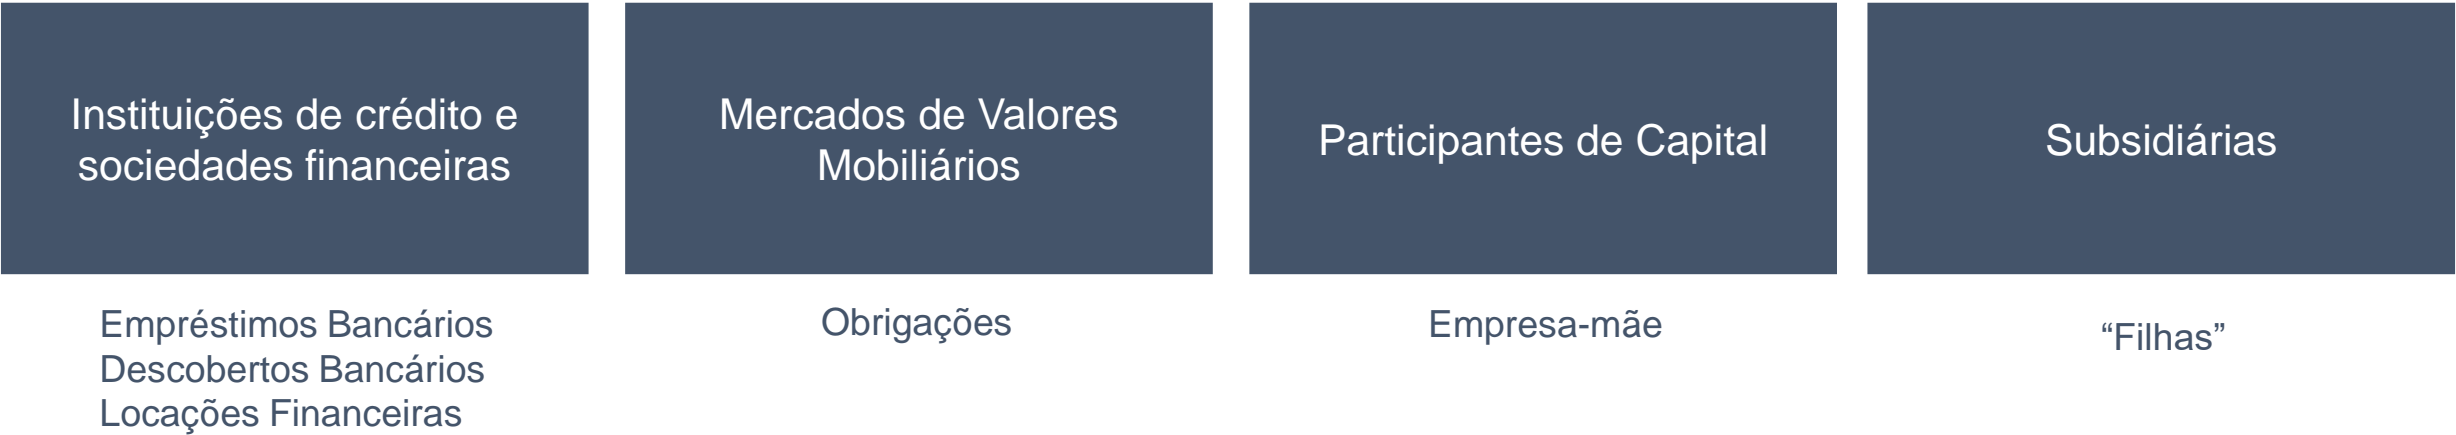 Instituições de crédito e
sociedades financeiras
Mercados de Valores
Mobiliários
Participantes de Capital
Subsidiárias
Empréstimos Bancários
Descobertos Bancários
Locações Financeiras
Obrigações
Empresa-mãe
“Filhas”